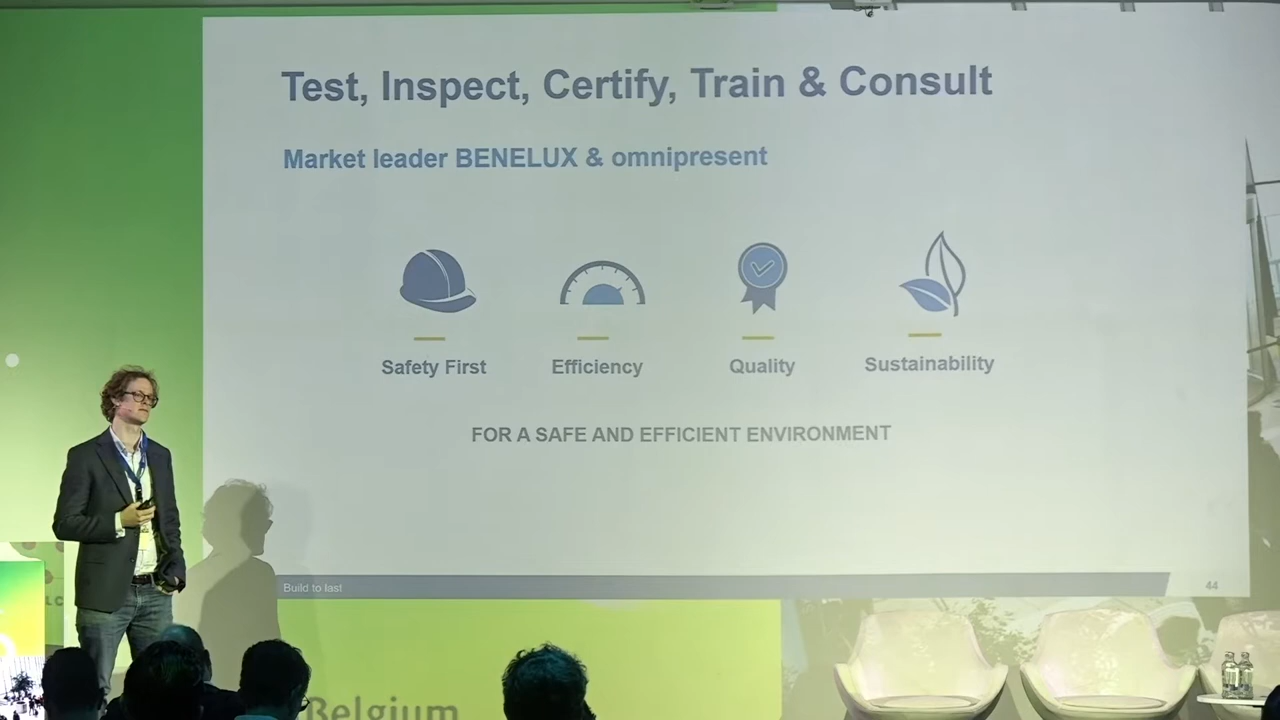 Test, Inspect, Certify, Train & Consult
Market leader BENELUX & omnipresent
Safety First
Efficiency
Quality
Sustainability
FOR A SAFE AND EFFICIENT ENVIRONMENT
Build to last
44
Belgium